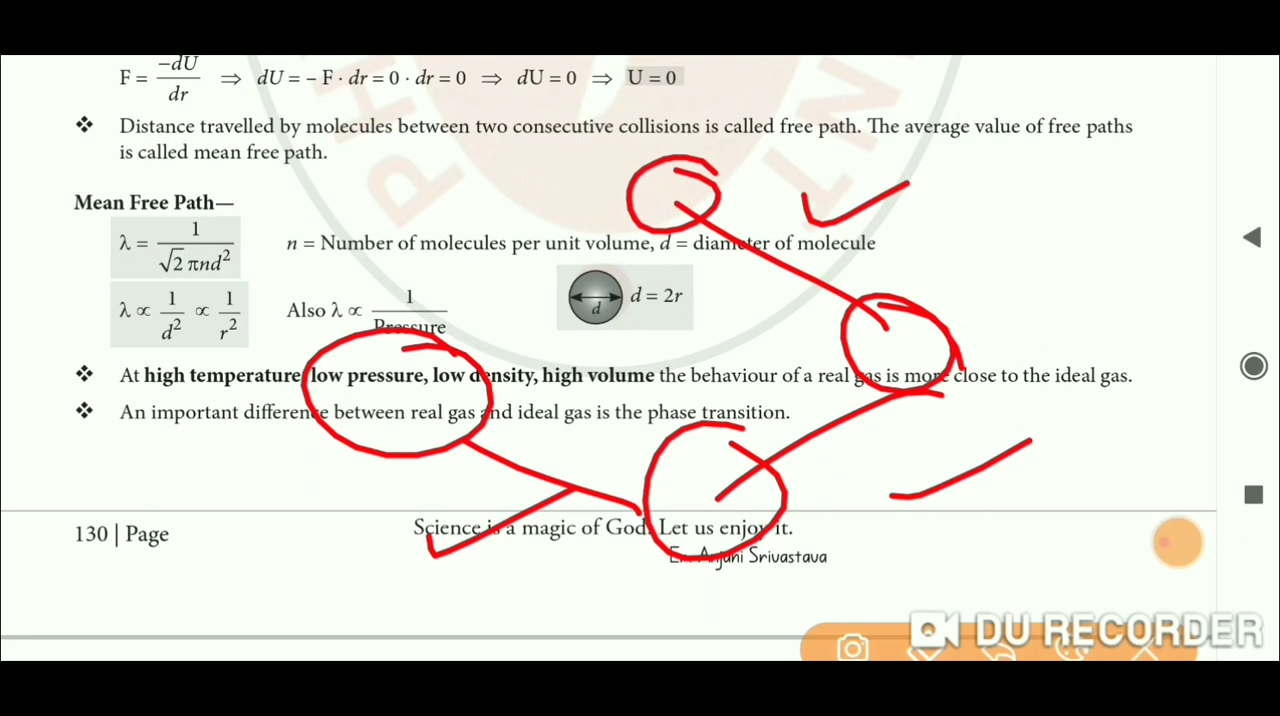 F = −dU/dr ⇒ dU = – F · dr = 0 · dr = 0 ⇒ dU = 0 ⇒ U = 0
❖ Distance travelled by molecules between two consecutive collisions is called free path. The average value of free paths
is called mean free path.
Mean Free Path—
λ = 1/√2 πnd² n = Number of molecules per unit volume, d = diameter of molecule
λ ∝ 1/d² ∝ 1/r² Also λ ∝ 1/Pressure d d = 2r
❖ At high temperature, low pressure, low density, high volume the behaviour of a real gas is more close to the ideal gas.
❖ An important difference between real gas and ideal gas is the phase transition.
130 | Page Science is a magic of God. Let us enjoy it.
Er. Anjani Srivastava
DU RECORDER